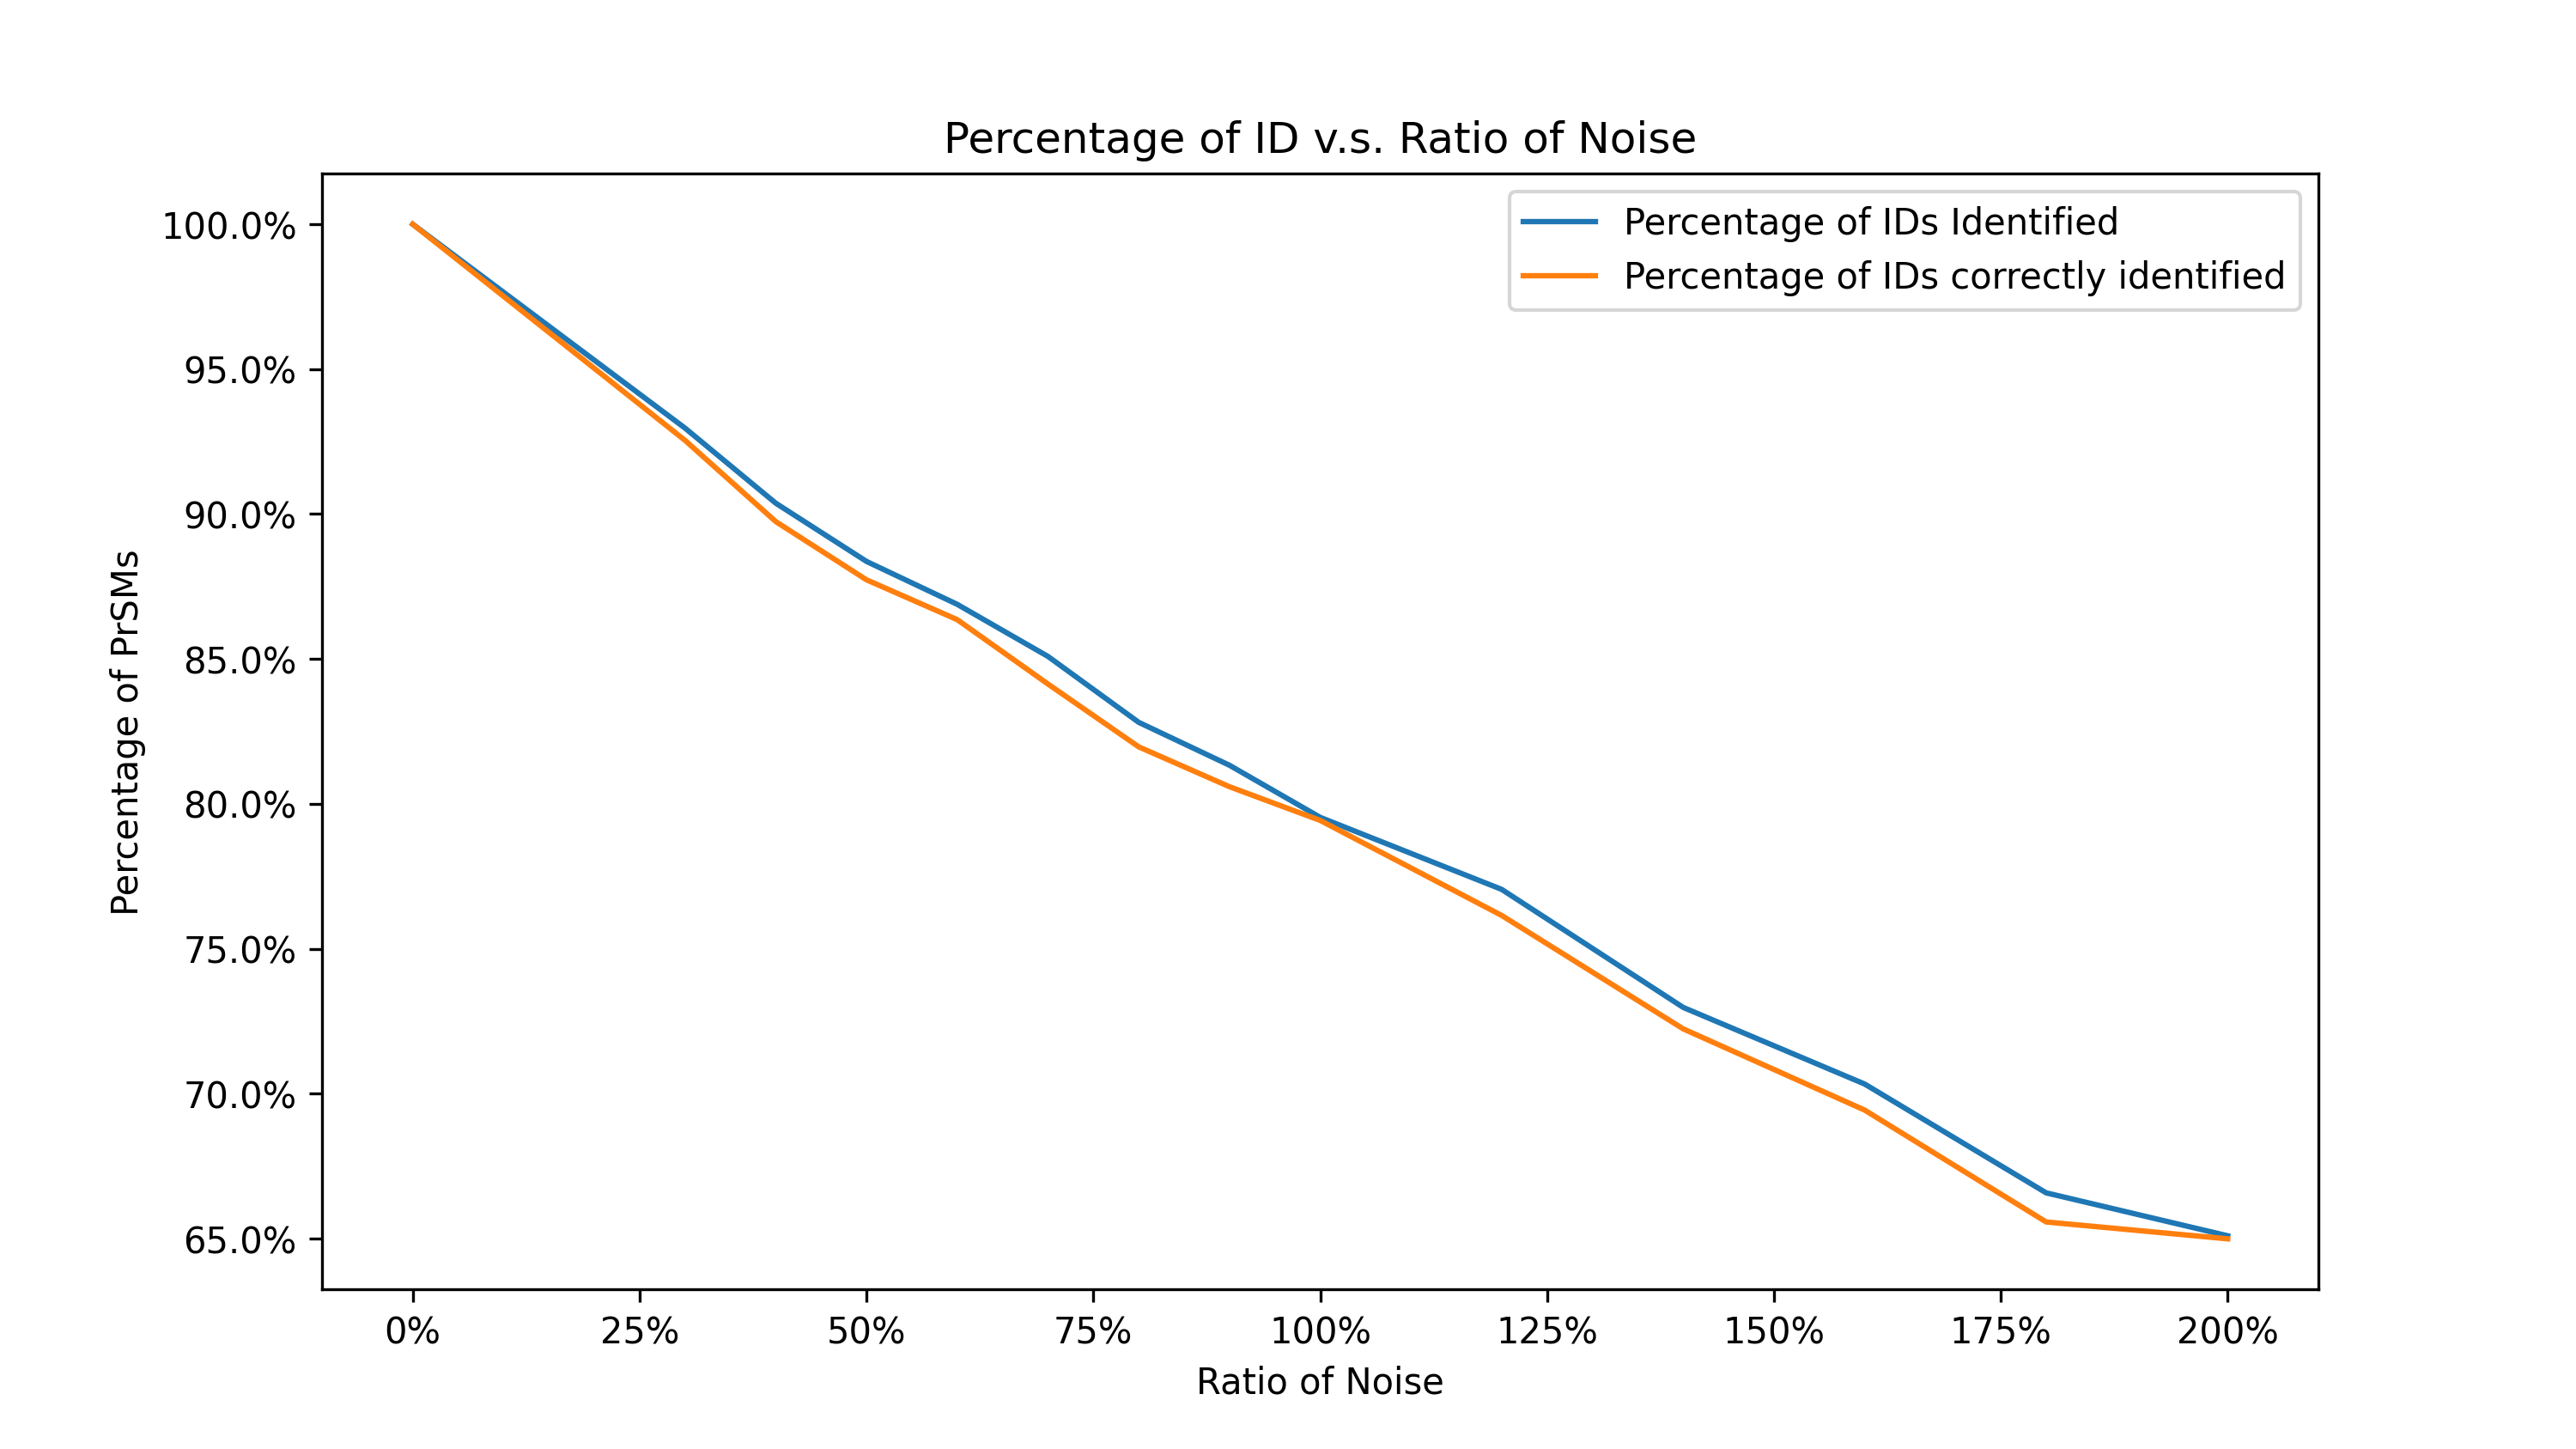 Percentage of ID v.s. Ratio of Noise
Percentage of IDs Identified
Percentage of IDs correctly identified
100.0%
95.0%
90.0%
85.0%
80.0%
75.0%
70.0%
65.0%
Percentage of PrSMs
0% 25% 50% 75% 100% 125% 150% 175% 200%
Ratio of Noise